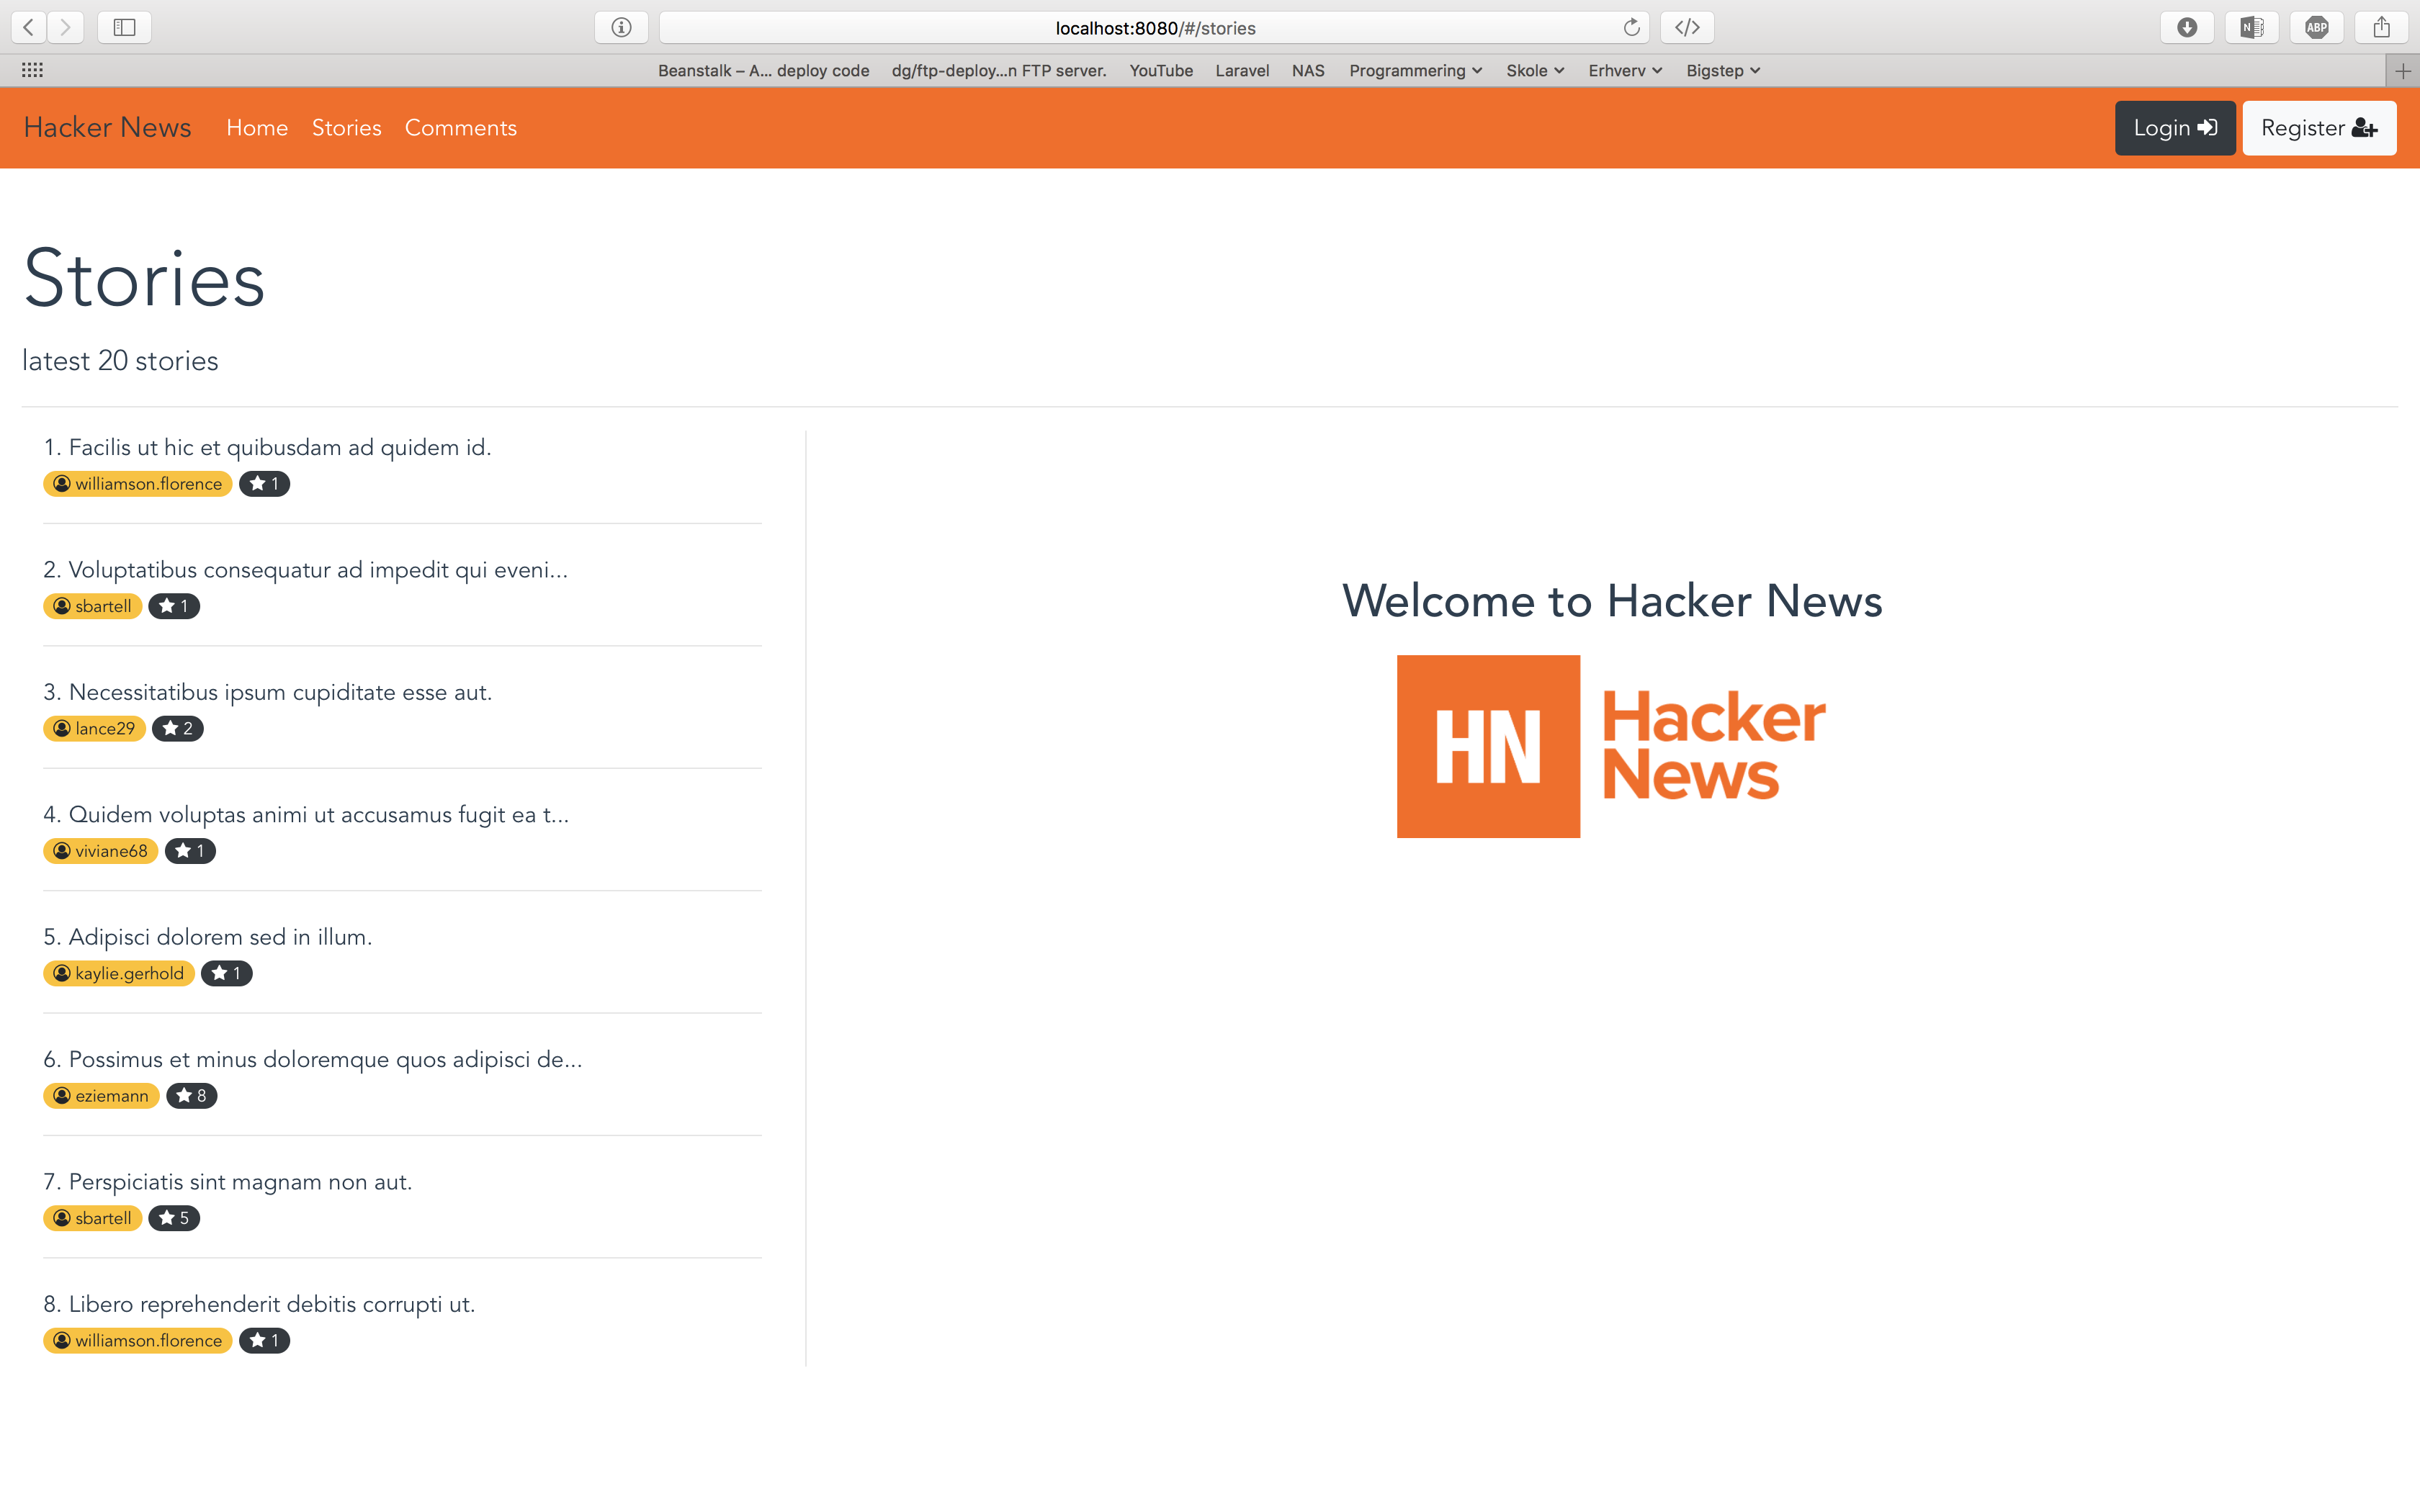 localhost:8080/#/stories
</>
N
ABP
Beanstalk – A... deploy code dg/ftp-deploy...n FTP server. YouTube Laravel NAS Programmering Skole Erhverv Bigstep
Hacker News Home Stories Comments Login Register
Stories
latest 20 stories
1. Facilis ut hic et quibusdam ad quidem id.
williamson.florence 1
2. Voluptatibus consequatur ad impedit qui eveni...
sbartell 1
3. Necessitatibus ipsum cupiditate esse aut.
lance29 2
4. Quidem voluptas animi ut accusamus fugit ea t...
viviane68 1
5. Adipisci dolorem sed in illum.
kaylie.gerhold 1
6. Possimus et minus doloremque quos adipisci de...
eziemann 8
7. Perspiciatis sint magnam non aut.
sbartell 5
8. Libero reprehenderit debitis corrupti ut.
williamson.florence 1
Welcome to Hacker News
HN
Hacker
News